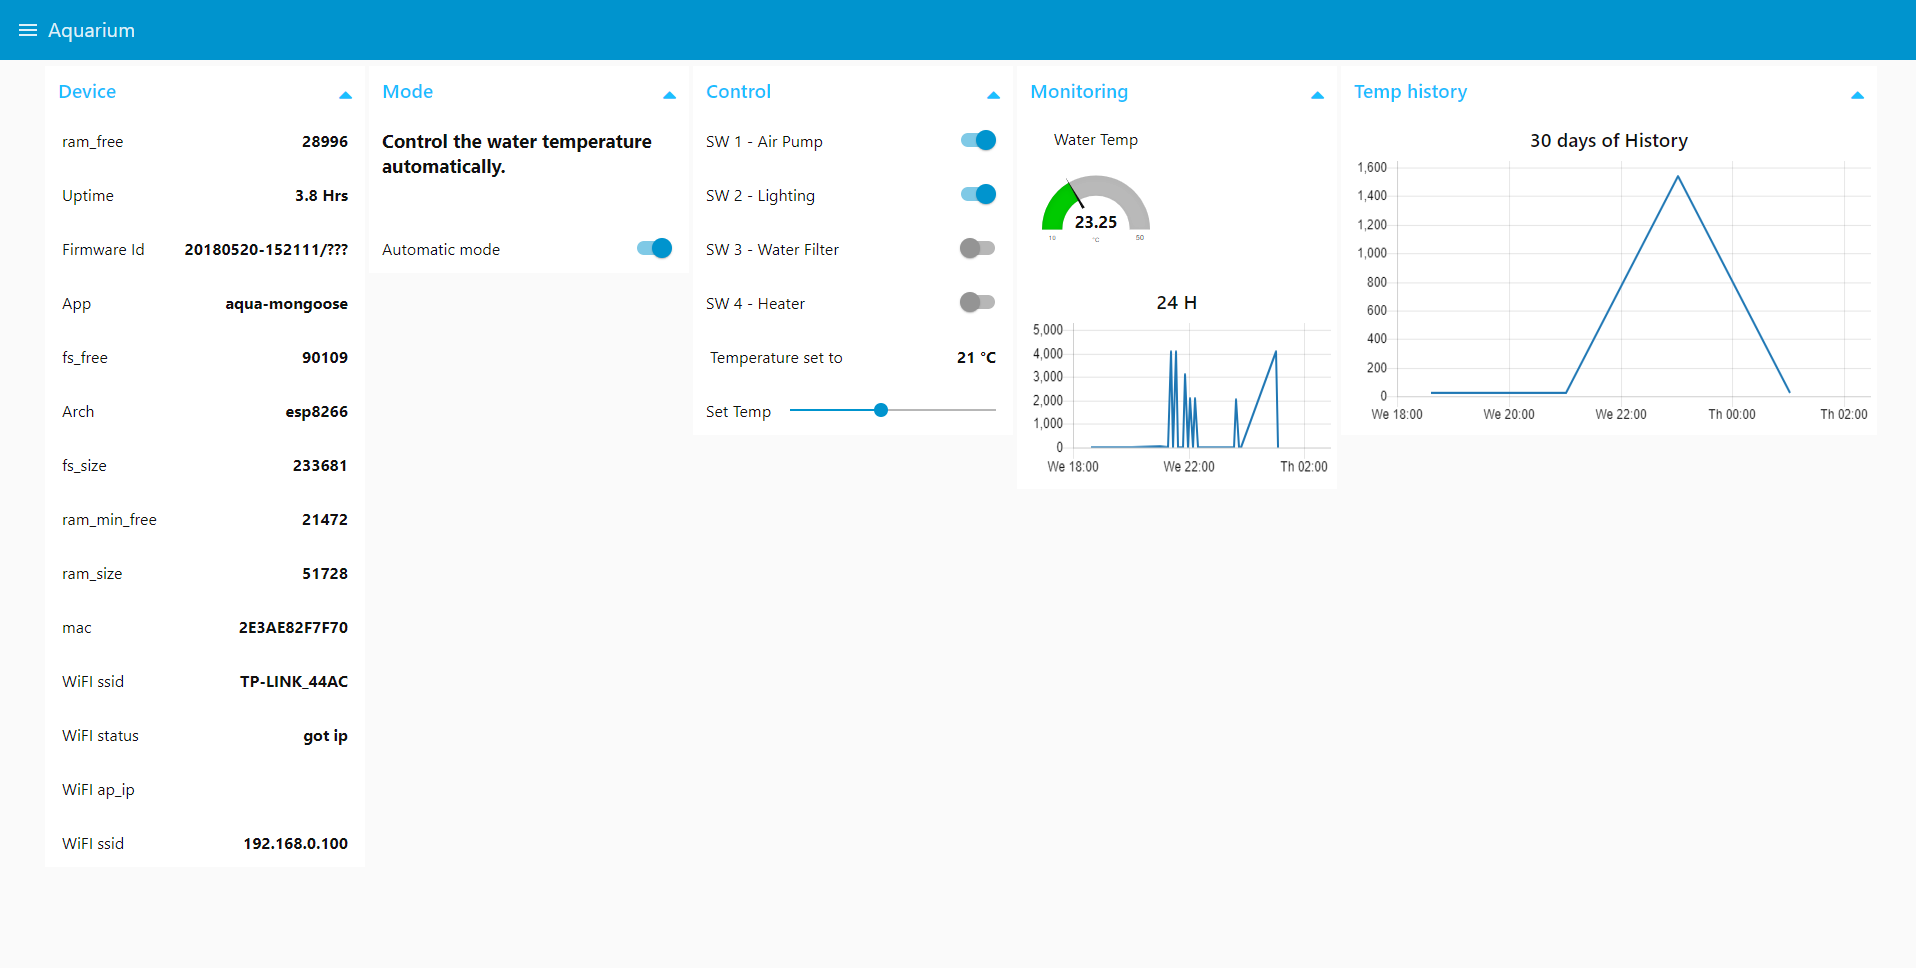 Aquarium
Device
ram_free 28996
Uptime 3.8 Hrs
Firmware Id 20180520-152111/???
App aqua-mongoose
fs_free 90109
Arch esp8266
fs_size 233681
ram_min_free 21472
ram_size 51728
mac 2E3AE82F7F70
WiFI ssid TP-LINK_44AC
WiFI status got ip
WiFI ap_ip
WiFI ssid 192.168.0.100
Mode
Control the water temperature
automatically.
Automatic mode
Control
SW 1 - Air Pump
SW 2 - Lighting
SW 3 - Water Filter
SW 4 - Heater
Temperature set to 21 °C
Set Temp
Monitoring
Water Temp
23.25
10 °C 50
24 H
5,000
4,000
3,000
2,000
1,000
0
We 18:00 We 22:00 Th 02:00
Temp history
30 days of History
1,600
1,400
1,200
1,000
800
600
400
200
0
We 18:00 We 20:00 We 22:00 Th 00:00 Th 02:00